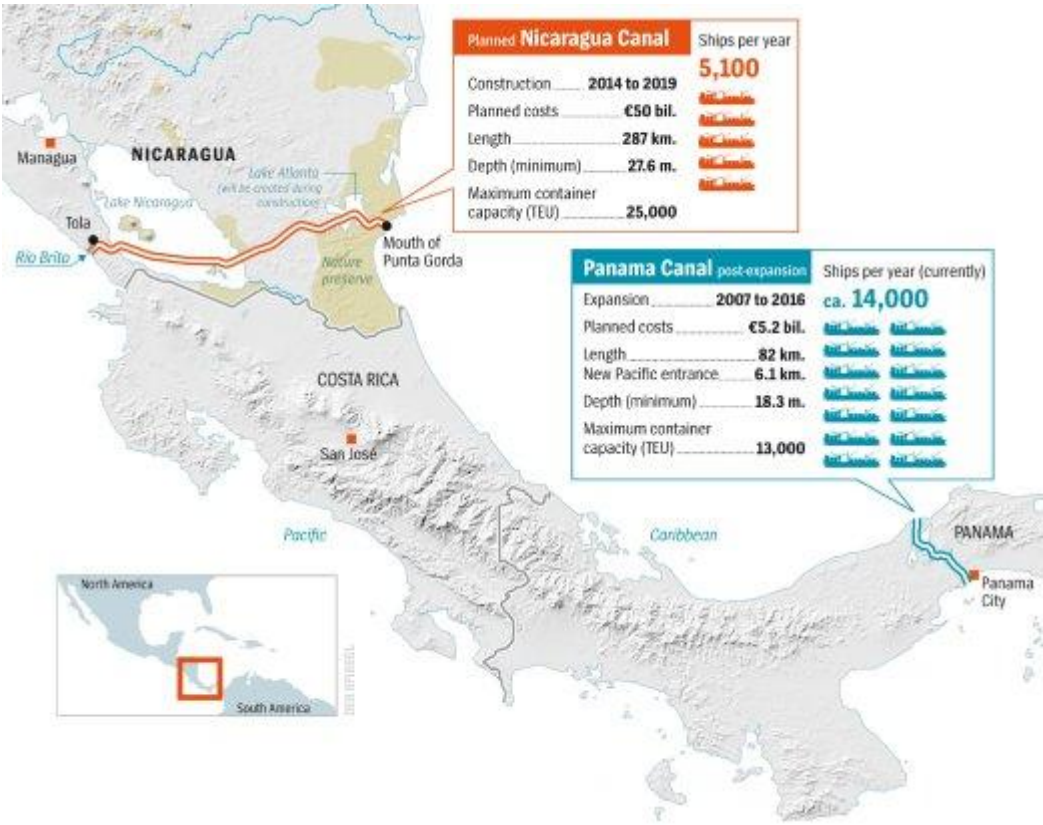 Planned Nicaragua Canal
Construction 2014 to 2019
Planned costs €50 bil.
Length 287 km.
Depth (minimum) 27.6 m.
Maximum container
capacity (TEU) 25,000
Ships per year
5,100
Managua
NICARAGUA
Lake Atlanta
(will be created during
construction)
Lake Nicaragua
Tola
Río Brito
Mouth of
Punta Gorda
Nature
preserve
Panama Canal post-expansion
Expansion 2007 to 2016
Planned costs €5.2 bil.
Length 82 km.
New Pacific entrance 6.1 km.
Depth (minimum) 18.3 m.
Maximum container
capacity (TEU) 13,000
Ships per year (currently)
ca. 14,000
COSTA RICA
San José
Pacific
Caribbean
PANAMA
Panama
City
North America
South America
DER SPIEGEL